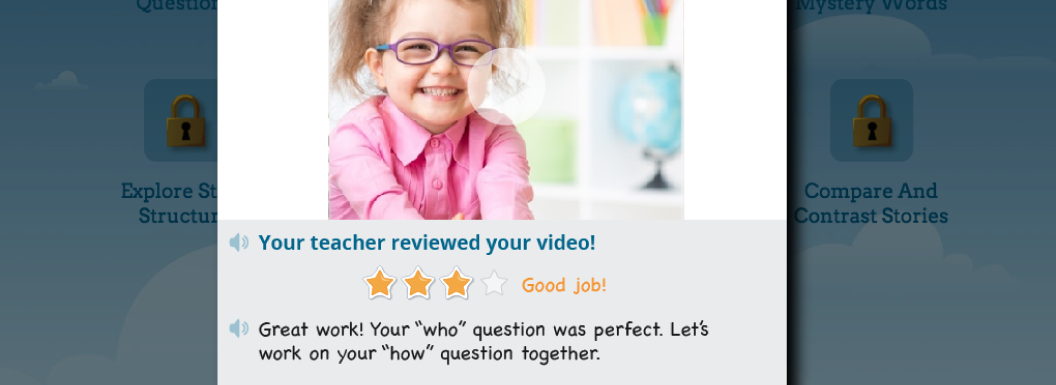 Question
Mystery Words
Explore St
Structur
Compare And
Contrast Stories
Your teacher reviewed your video!
Good job!
Great work! Your “who” question was perfect. Let’s
work on your “how” question together.